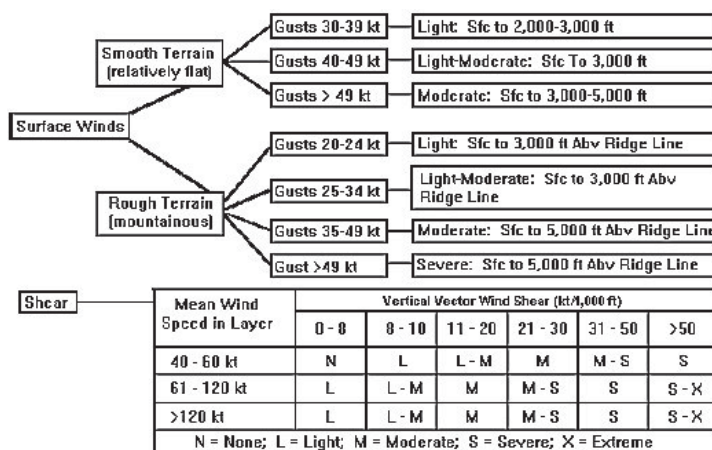 Surface Winds
Smooth Terrain
(relatively flat)
Gusts 30-39 kt
Light: Sfc to 2,000-3,000 ft
Gusts 40-49 kt
Light-Moderate: Sfc To 3,000 ft
Gusts > 49 kt
Moderate: Sfc to 3,000-5,000 ft
Rough Terrain
(mountainous)
Gusts 20-24 kt
Light: Sfc to 3,000 ft Abv Ridge Line
Gusts 25-34 kt
Light-Moderate: Sfc to 3,000 ft Abv
Ridge Line
Gusts 35-49 kt
Moderate: Sfc to 5,000 ft Abv Ridge Line
Gust >49 kt
Severe: Sfc to 5,000 ft Abv Ridge Line
Shear
Mean Wind
Speed in Layer
Vertical Vector Wind Shear (kt/1,000 ft)
0 - 8 8 - 10 11 - 20 21 - 30 31 - 50 >50
40 - 60 kt N L L - M M M - S S
61 - 120 kt L L - M M M - S S S - X
>120 kt L L - M M M - S S S - X
N = None; L = Light; M = Moderate; S = Severe; X = Extreme